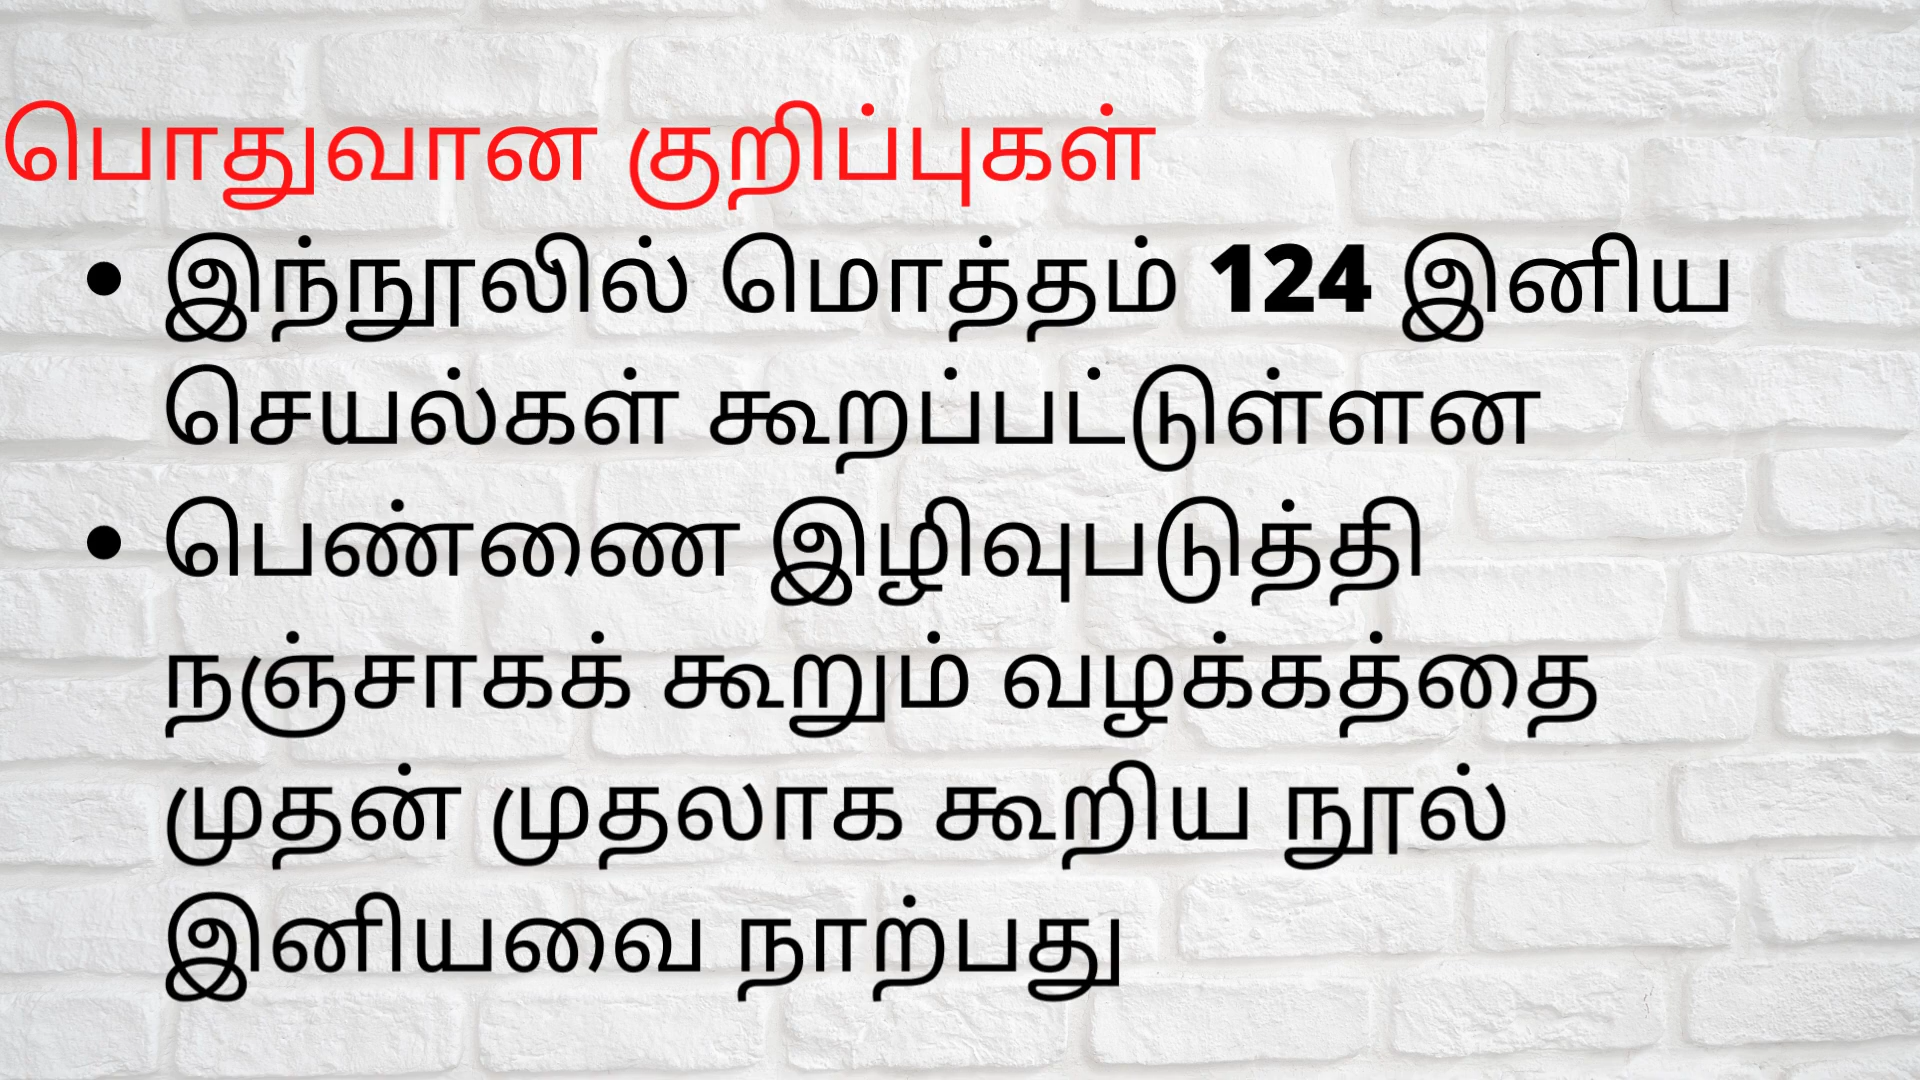 பொதுவான குறிப்புகள்
• இந்நூலில் மொத்தம் 124 இனிய
செயல்கள் கூறப்பட்டுள்ளன
• பெண்ணை இழிவுபடுத்தி
நஞ்சாகக் கூறும் வழக்கத்தை
முதன் முதலாக கூறிய நூல்
இனியவை நாற்பது